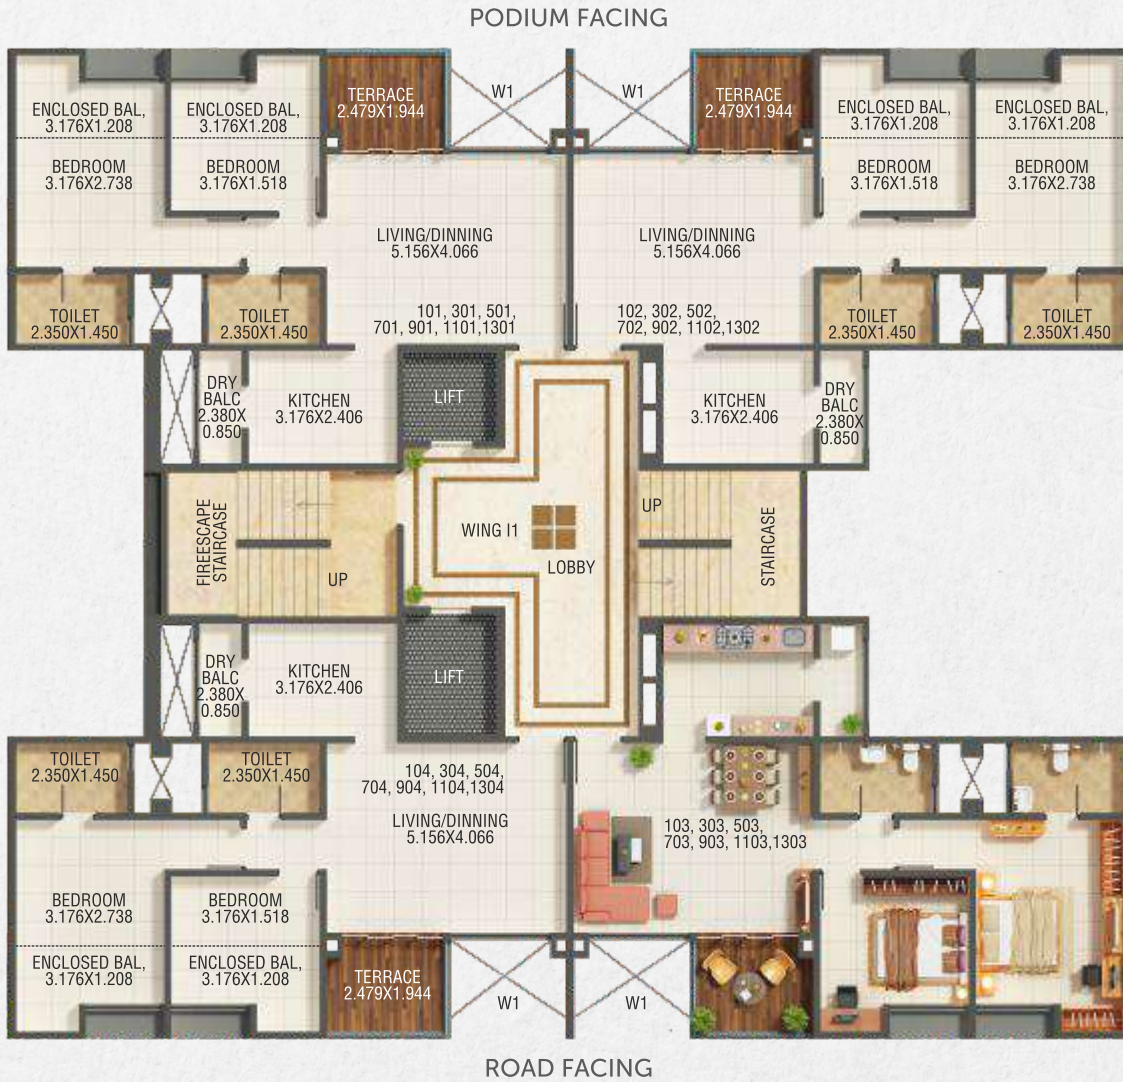 PODIUM FACING
ENCLOSED BAL,
3.176X1.208
BEDROOM
3.176X2.738
ENCLOSED BAL,
3.176X1.208
BEDROOM
3.176X1.518
TERRACE
2.479X1.944
W1
W1
TERRACE
2.479X1.944
ENCLOSED BAL,
3.176X1.208
BEDROOM
3.176X1.518
ENCLOSED BAL,
3.176X1.208
BEDROOM
3.176X2.738
LIVING/DINNING
5.156X4.066
LIVING/DINNING
5.156X4.066
TOILET
2.350X1.450
TOILET
2.350X1.450
101, 301, 501,
701, 901, 1101,1301
102, 302, 502,
702, 902, 1102,1302
TOILET
2.350X1.450
TOILET
2.350X1.450
DRY
BALC
2.380X
0.850
KITCHEN
3.176X2.406
LIFT
KITCHEN
3.176X2.406
DRY
BALC
2.380X
0.850
FIREESCAPE
STAIRCASE
UP
WING I1
LOBBY
UP
STAIRCASE
DRY
BALC
2.380X
0.850
KITCHEN
3.176X2.406
LIFT
TOILET
2.350X1.450
TOILET
2.350X1.450
104, 304, 504,
704, 904, 1104,1304
LIVING/DINNING
5.156X4.066
103, 303, 503,
703, 903, 1103,1303
BEDROOM
3.176X2.738
ENCLOSED BAL,
3.176X1.208
BEDROOM
3.176X1.518
ENCLOSED BAL,
3.176X1.208
TERRACE
2.479X1.944
W1
W1
ROAD FACING